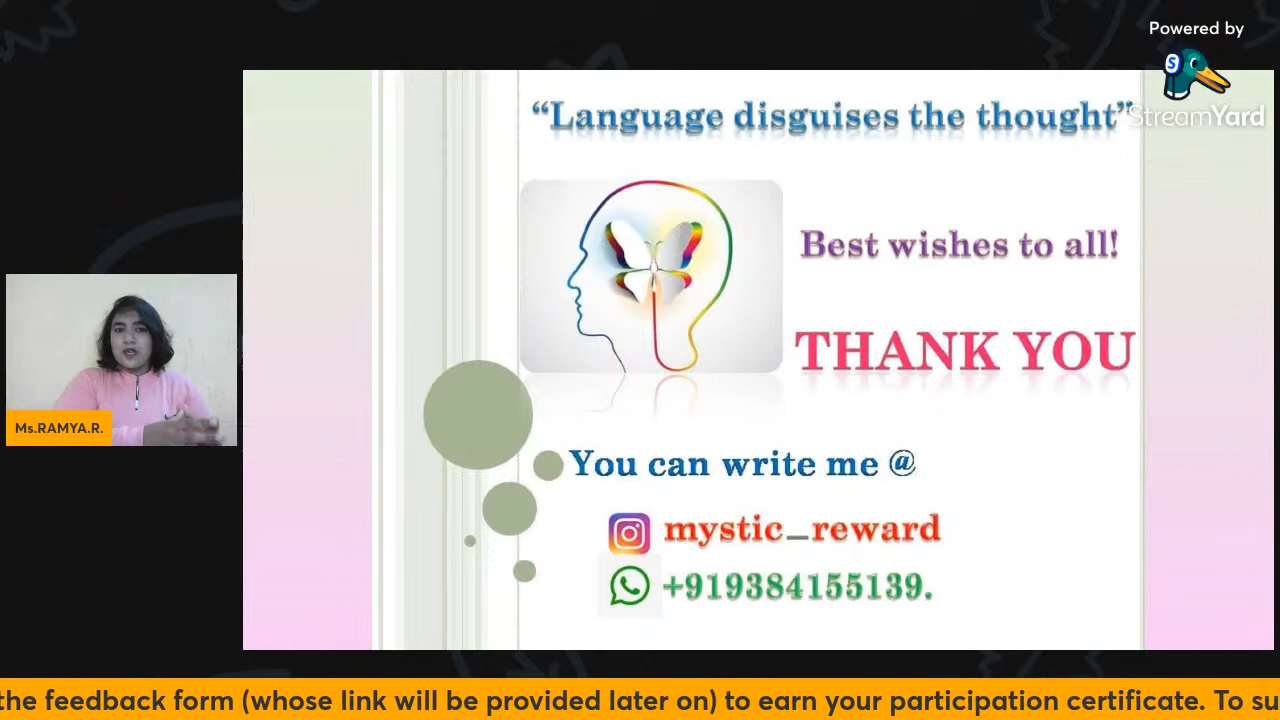 Powered by
StreamYard
“Language disguises the thought”
Best wishes to all!
THANK YOU
Ms.RAMYA.R.
You can write me @
mystic_reward
+919384155139.
the feedback form (whose link will be provided later on) to earn your participation certificate. To su